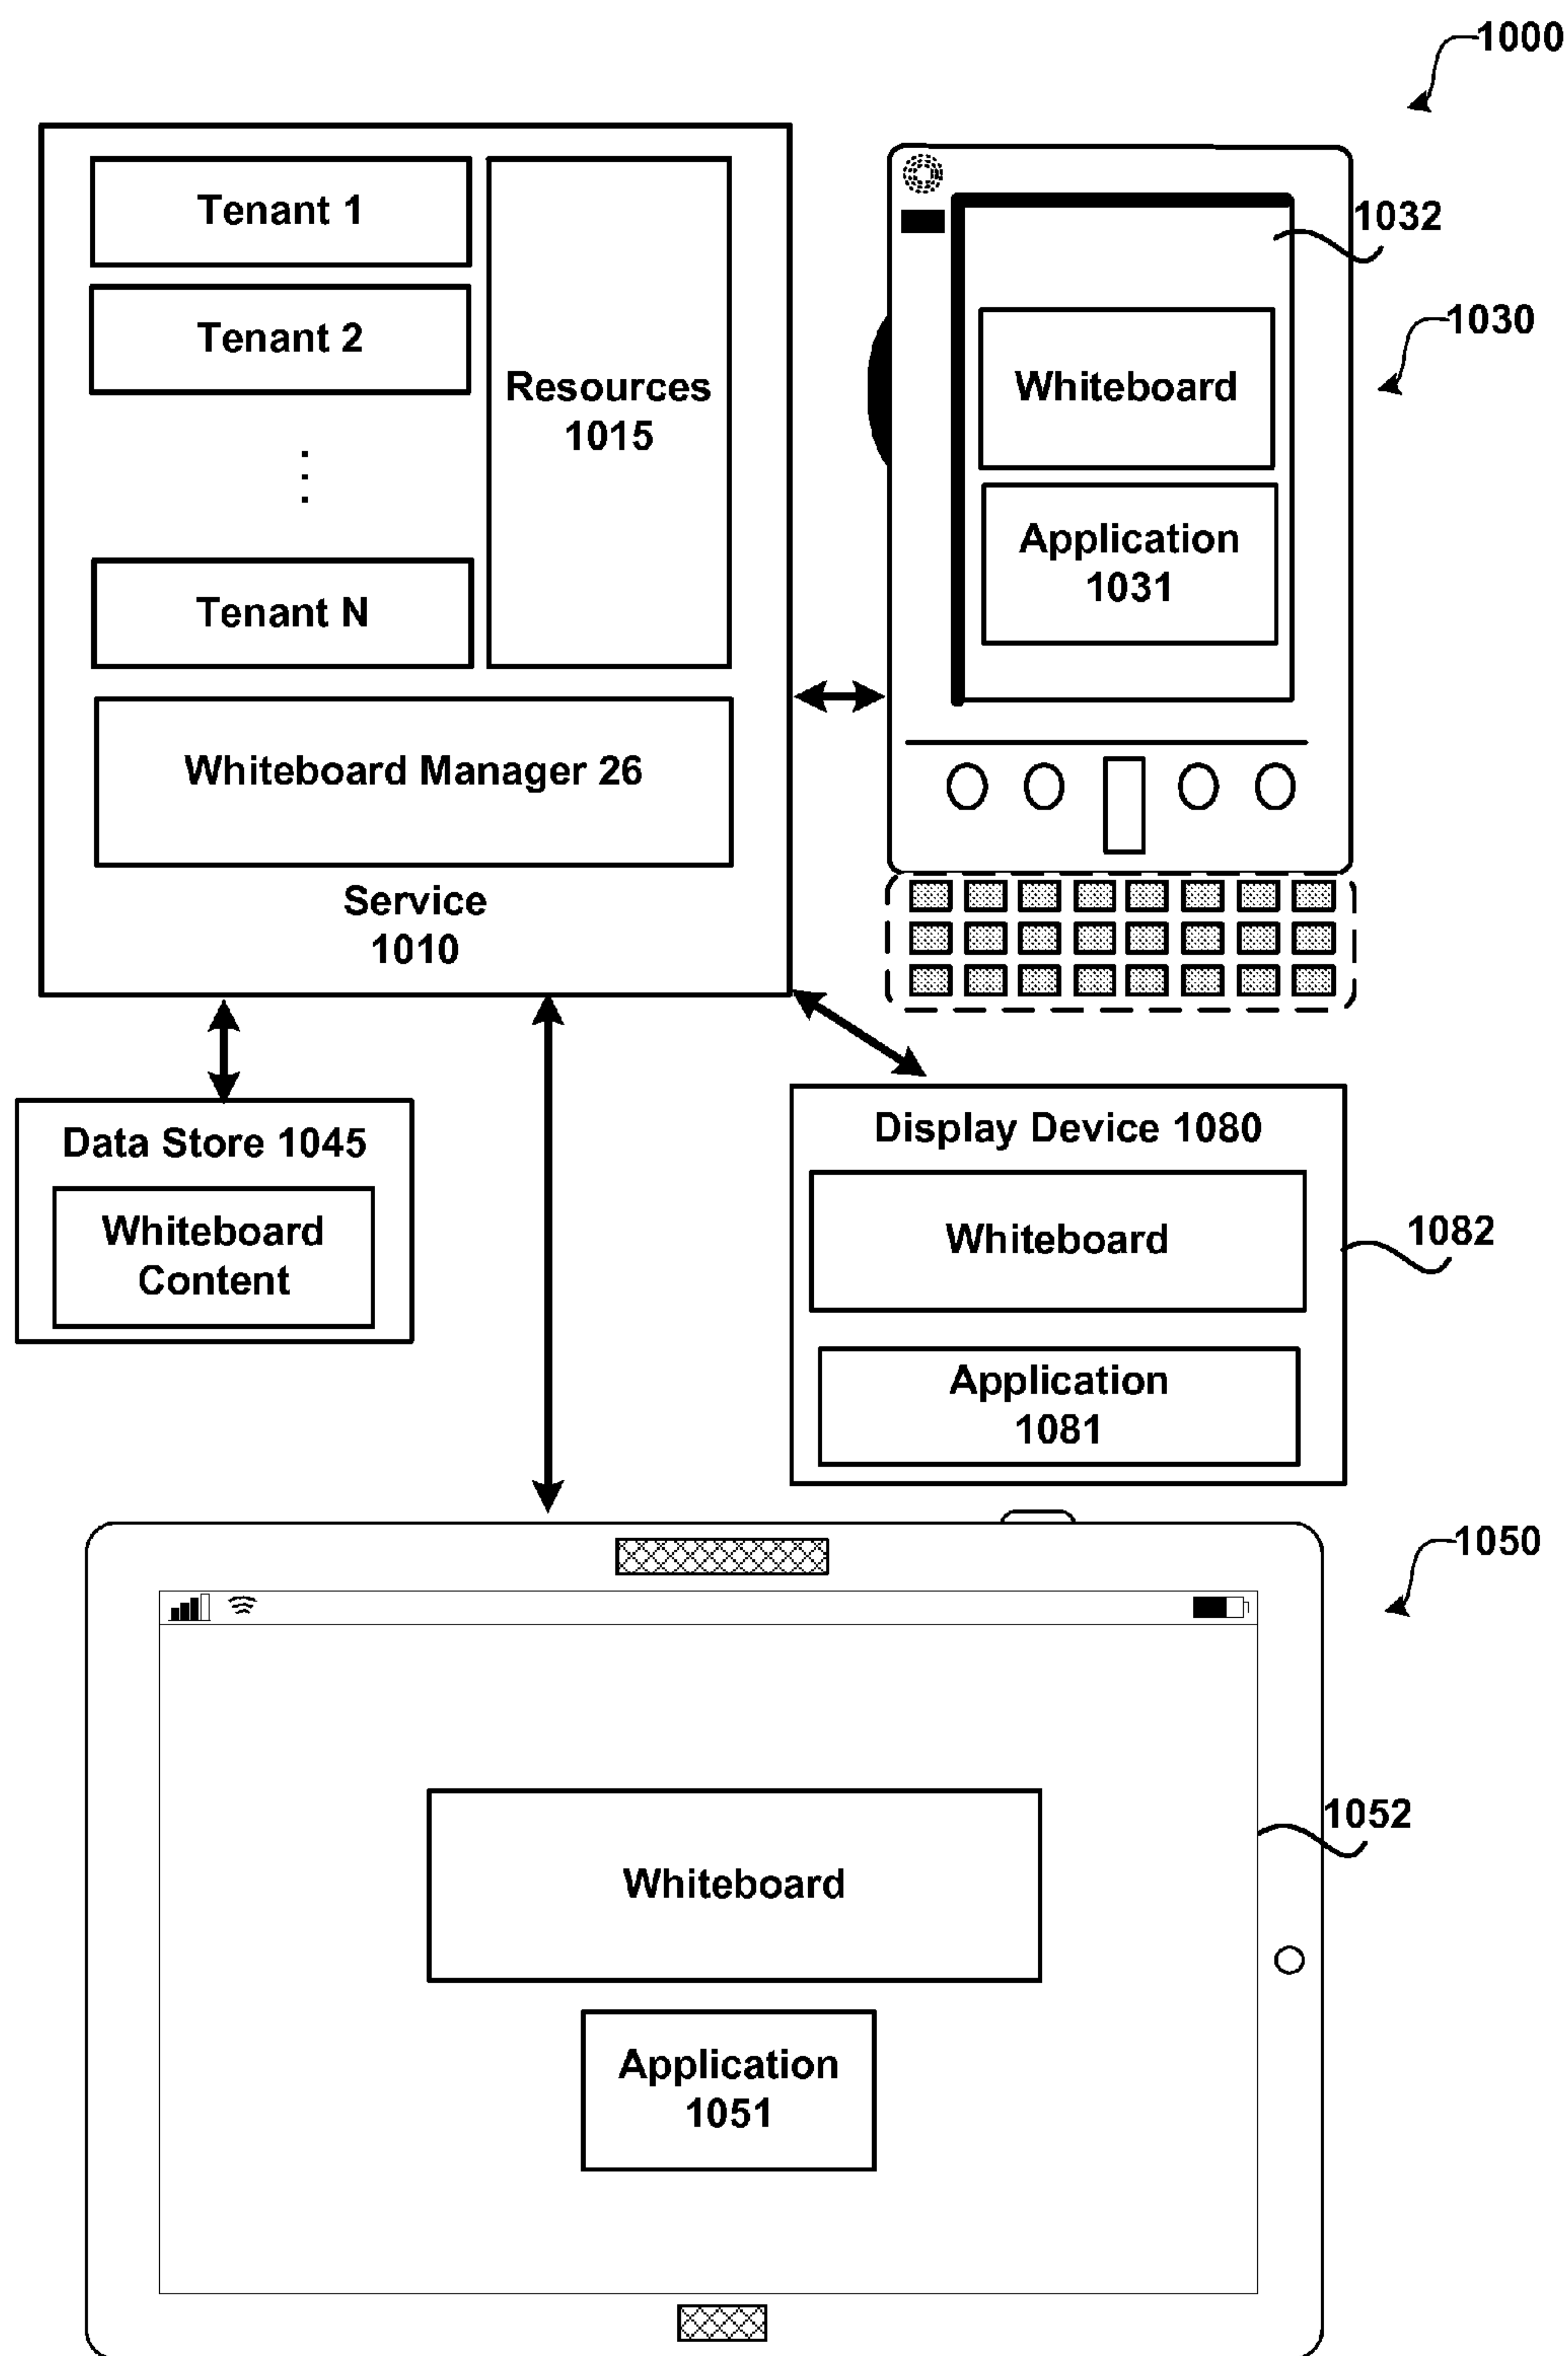 1000
Tenant 1
Tenant 2
⋮
Tenant N
Resources
1015
Whiteboard Manager 26
Service
1010
1032
1030
Whiteboard
Application
1031
Data Store 1045
Whiteboard
Content
Display Device 1080
Whiteboard
1082
Application
1081
1050
1052
Whiteboard
Application
1051